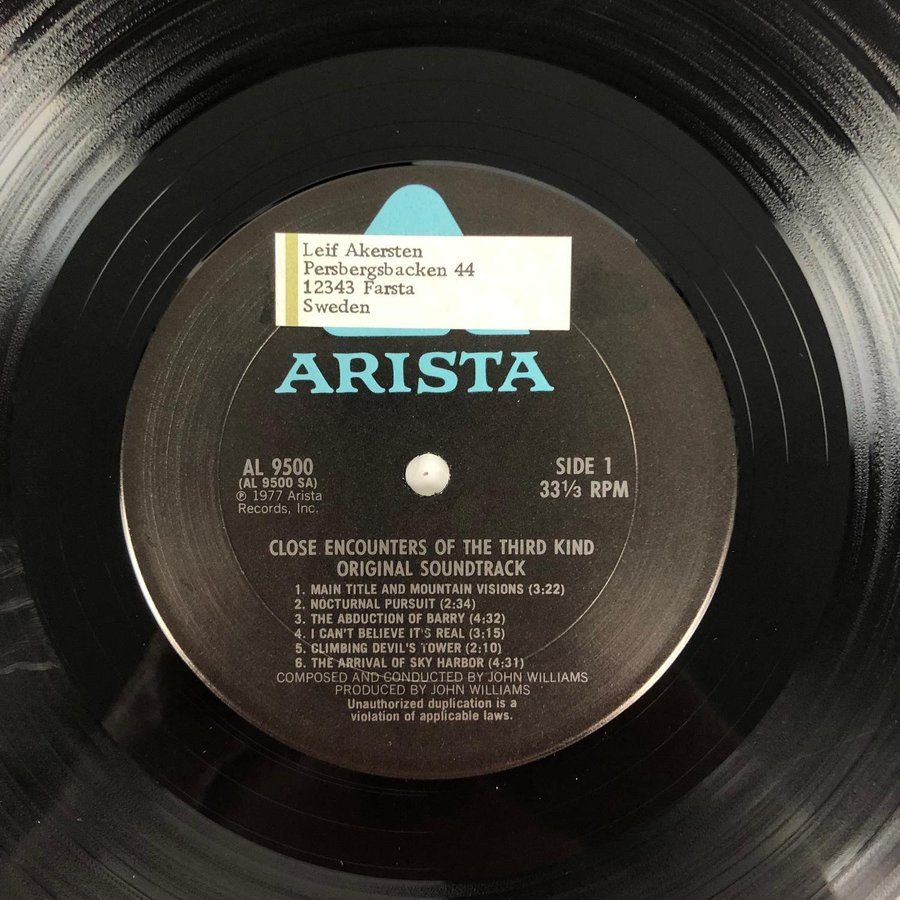 Leif Akersten
Persbergsbacken 44
12343 Farsta
Sweden
ARISTA
AL 9500
(AL 9500 SA)
℗ 1977 Arista
Records, Inc.
SIDE 1
33⅓ RPM
CLOSE ENCOUNTERS OF THE THIRD KIND
ORIGINAL SOUNDTRACK
1. MAIN TITLE AND MOUNTAIN VISIONS (3:22)
2. NOCTURNAL PURSUIT (2:34)
3. THE ABDUCTION OF BARRY (4:32)
4. I CAN'T BELIEVE IT'S REAL (3:15)
5. CLIMBING DEVIL'S TOWER (2:10)
6. THE ARRIVAL OF SKY HARBOR (4:31)
COMPOSED AND CONDUCTED BY JOHN WILLIAMS
PRODUCED BY JOHN WILLIAMS
Unauthorized duplication is a
violation of applicable laws.